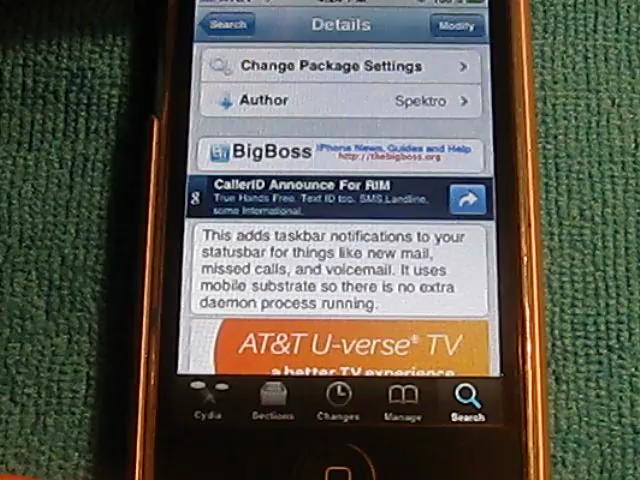 Search Details Modify
Change Package Settings
Author Spektro
BigBoss iPhone News, Guides and Help
http://thebigboss.org
CallerID Announce For RIM
True Hands Free. Text ID too. SMS,Landline,
some International.
This adds taskbar notifications to your
statusbar for things like new mail,
missed calls, and voicemail. It uses
mobile substrate so there is no extra
daemon process running.
AT&T U-verse® TV
a better TV experience
Cydia Sections Changes Manage Search